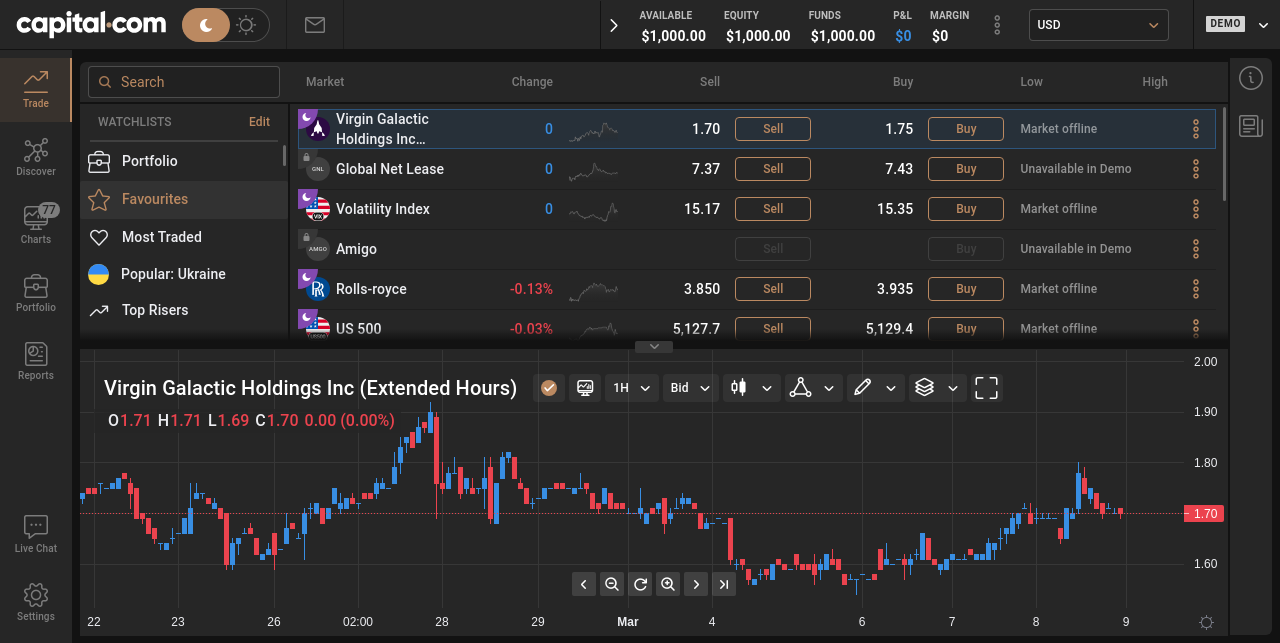 capital.com
AVAILABLE EQUITY FUNDS P&L MARGIN
$1,000.00 $1,000.00 $1,000.00 $0 $0
USD
DEMO
Trade
Discover
77
Charts
Portfolio
Reports
Live Chat
Settings
Search
WATCHLISTS Edit
Portfolio
Favourites
Most Traded
Popular: Ukraine
Top Risers
Market Change Sell Buy Low High
Virgin Galactic
Holdings Inc... 0 1.70 Sell 1.75 Buy Market offline
GNL Global Net Lease 0 7.37 Sell 7.43 Buy Unavailable in Demo
VIX Volatility Index 0 15.17 Sell 15.35 Buy Market offline
AMGO Amigo Sell Buy Unavailable in Demo
Rolls-royce -0.13% 3.850 Sell 3.935 Buy Market offline
US 500 -0.03% 5,127.7 Sell 5,129.4 Buy Market offline
Virgin Galactic Holdings Inc (Extended Hours) 1H Bid
O1.71 H1.71 L1.69 C1.70 0.00 (0.00%)
2.00
1.90
1.80
1.70
1.60
22 23 26 02:00 28 29 Mar 4 6 7 8 9